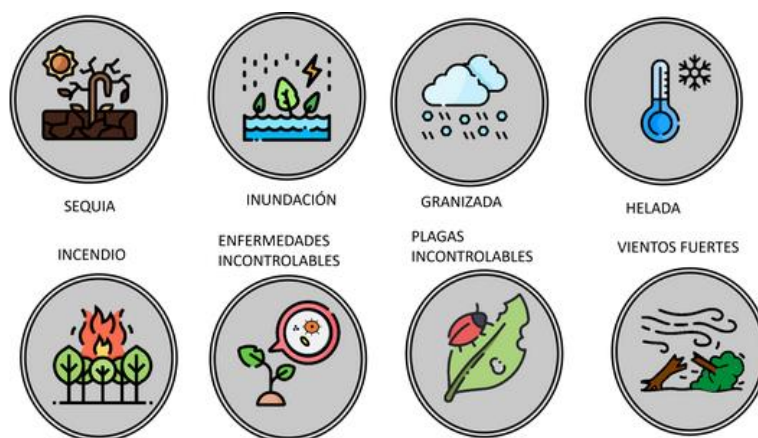 SEQUIA
INUNDACIÓN
GRANIZADA
HELADA
INCENDIO
ENFERMEDADES
INCONTROLABLES
PLAGAS
INCONTROLABLES
VIENTOS FUERTES